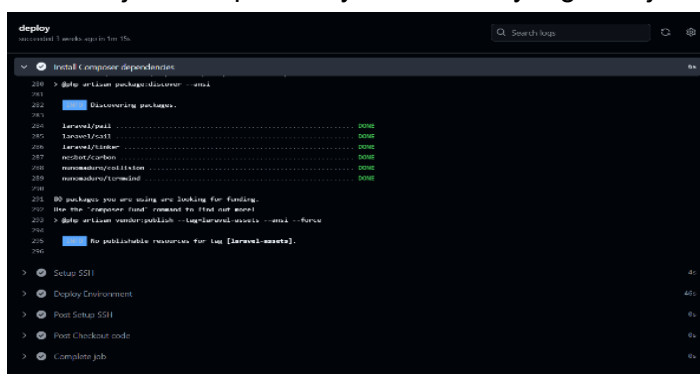 deploy
succeeded 3 weeks ago in 1m 15s
Search logs
Install Composer dependencies
6s
280 > @php artisan package:discover --ansi
281
282 INFO Discovering packages.
283
284 laravel/pail DONE
285 laravel/sail DONE
286 laravel/tinker DONE
287 nesbot/carbon DONE
288 nunomaduro/collision DONE
289 nunomaduro/termwind DONE
290
291 80 packages you are using are looking for funding.
292 Use the `composer fund` command to find out more!
293 > @php artisan vendor:publish --tag=laravel-assets --ansi --force
294
295 INFO No publishable resources for tag [laravel-assets].
296
Setup SSH 4s
Deploy Environment 46s
Post Setup SSH 0s
Post Checkout code 0s
Complete job 0s